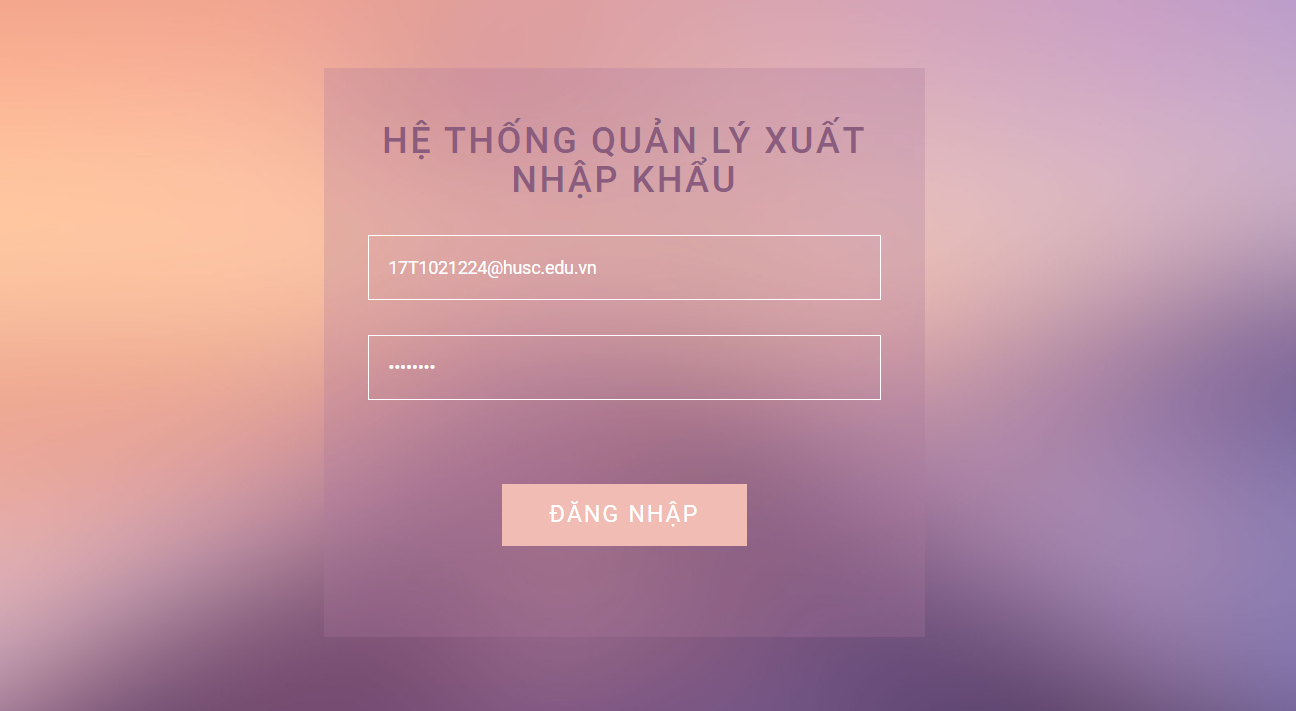 HỆ THỐNG QUẢN LÝ XUẤT
NHẬP KHẨU
17T1021224@husc.edu.vn
••••••••
ĐĂNG NHẬP